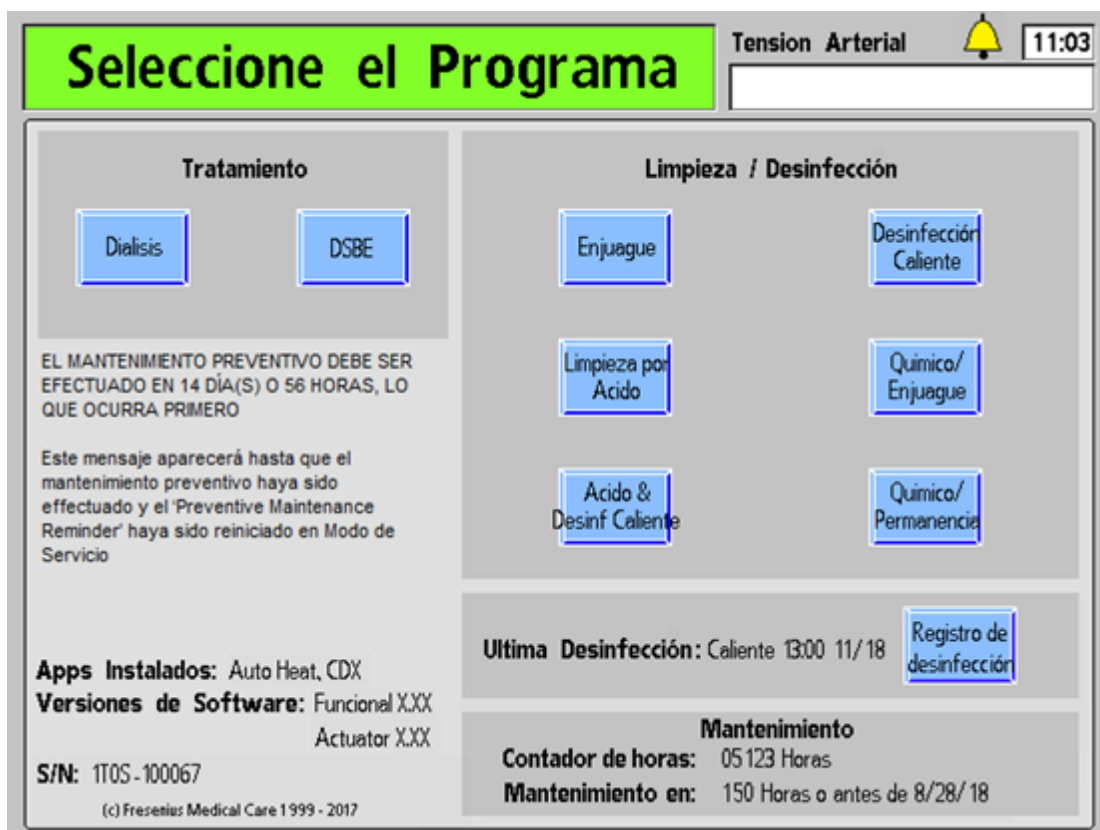 Seleccione el Programa
Tension Arterial
11:03
Tratamiento
Dialisis
DSBE
EL MANTENIMIENTO PREVENTIVO DEBE SER
EFECTUADO EN 14 DÍA(S) O 56 HORAS, LO
QUE OCURRA PRIMERO
Este mensaje aparecerá hasta que el
mantenimiento preventivo haya sido
effectuado y el 'Preventive Maintenance
Reminder' haya sido reiniciado en Modo de
Servicio
Apps Instalados: Auto Heat, CDX
Versiones de Software: Funcional X.XX
Actuator X.XX
S/N: 1T0S-100067
(c) Fresenius Medical Care 1999 - 2017
Limpieza / Desinfección
Enjuague
Desinfección
Caliente
Limpieza por
Acido
Quimico/
Enjuague
Acido &
Desinf Caliente
Quimico/
Permanencia
Ultima Desinfección: Caliente 13:00 11/18
Registro de
desinfección
Mantenimiento
Contador de horas: 05123 Horas
Mantenimiento en: 150 Horas o antes de 8/28/18